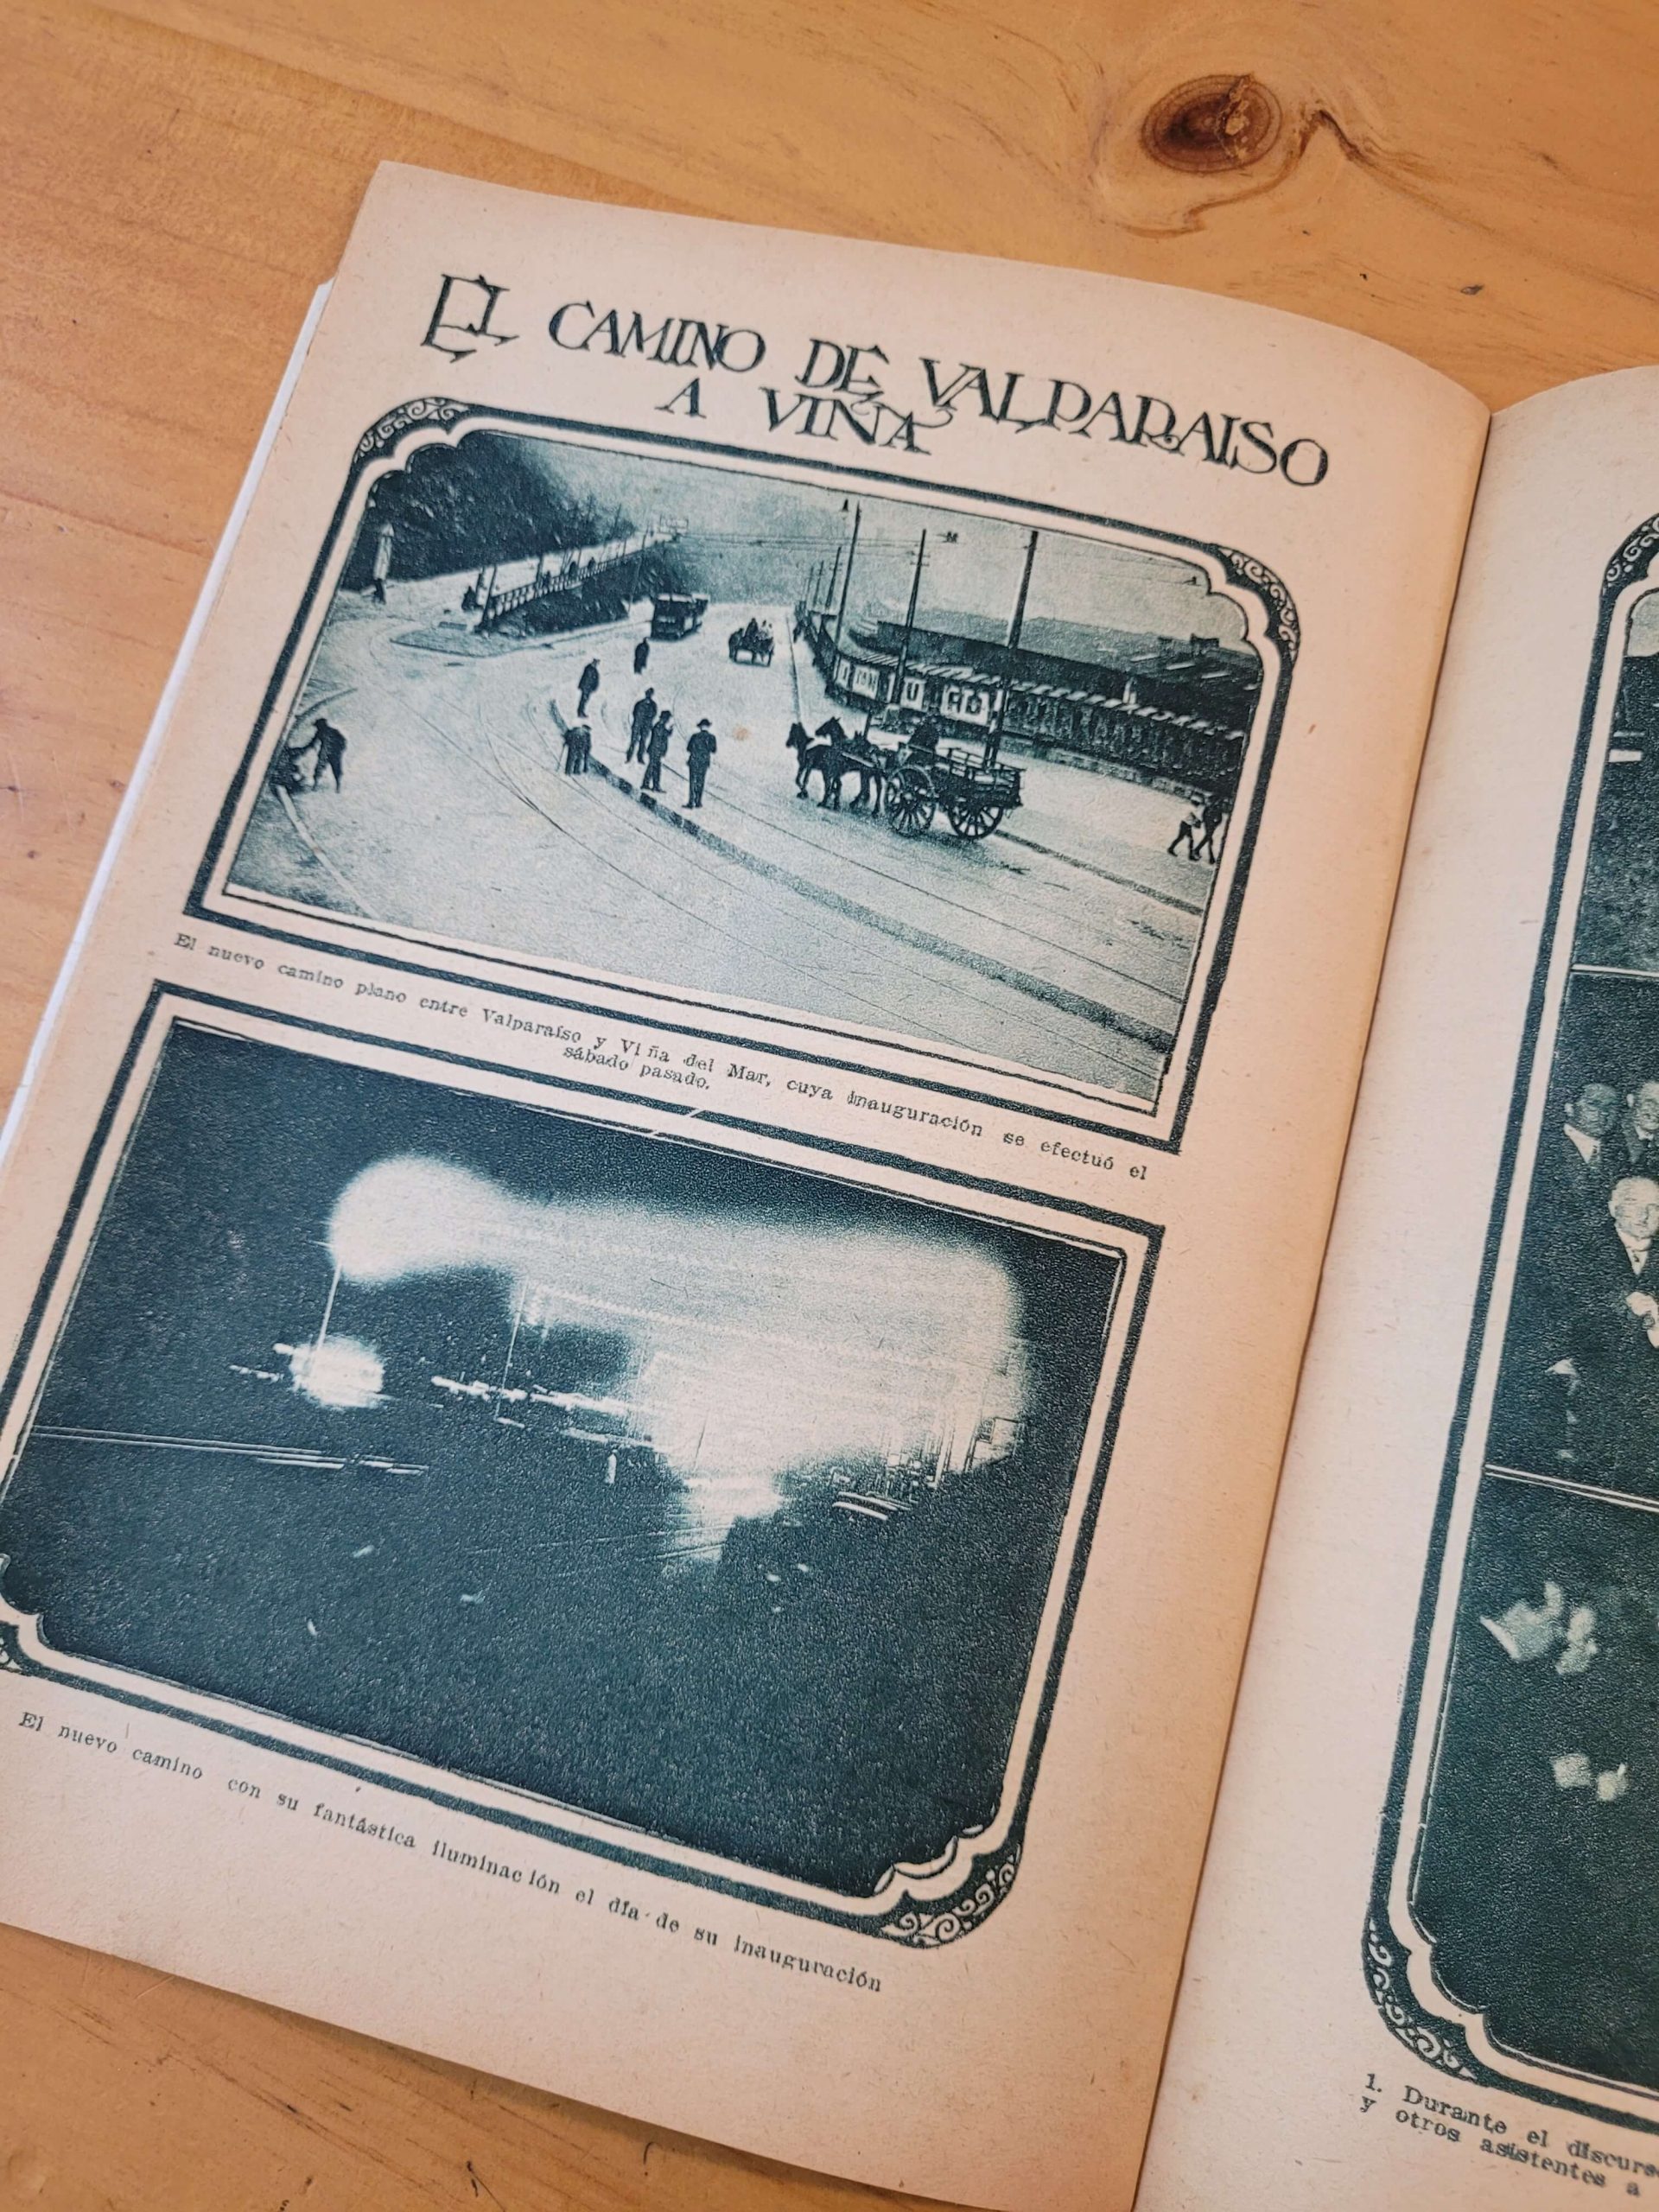 EL CAMINO DE VALPARAISO
A VIÑA
El nuevo camino plano entre Valparaíso y Viña del Mar, cuya inauguración se efectuó el
sábado pasado.
El nuevo camino con su fantástica iluminación el día de su inauguración
1. Durante el discurso
y otros asistentes a